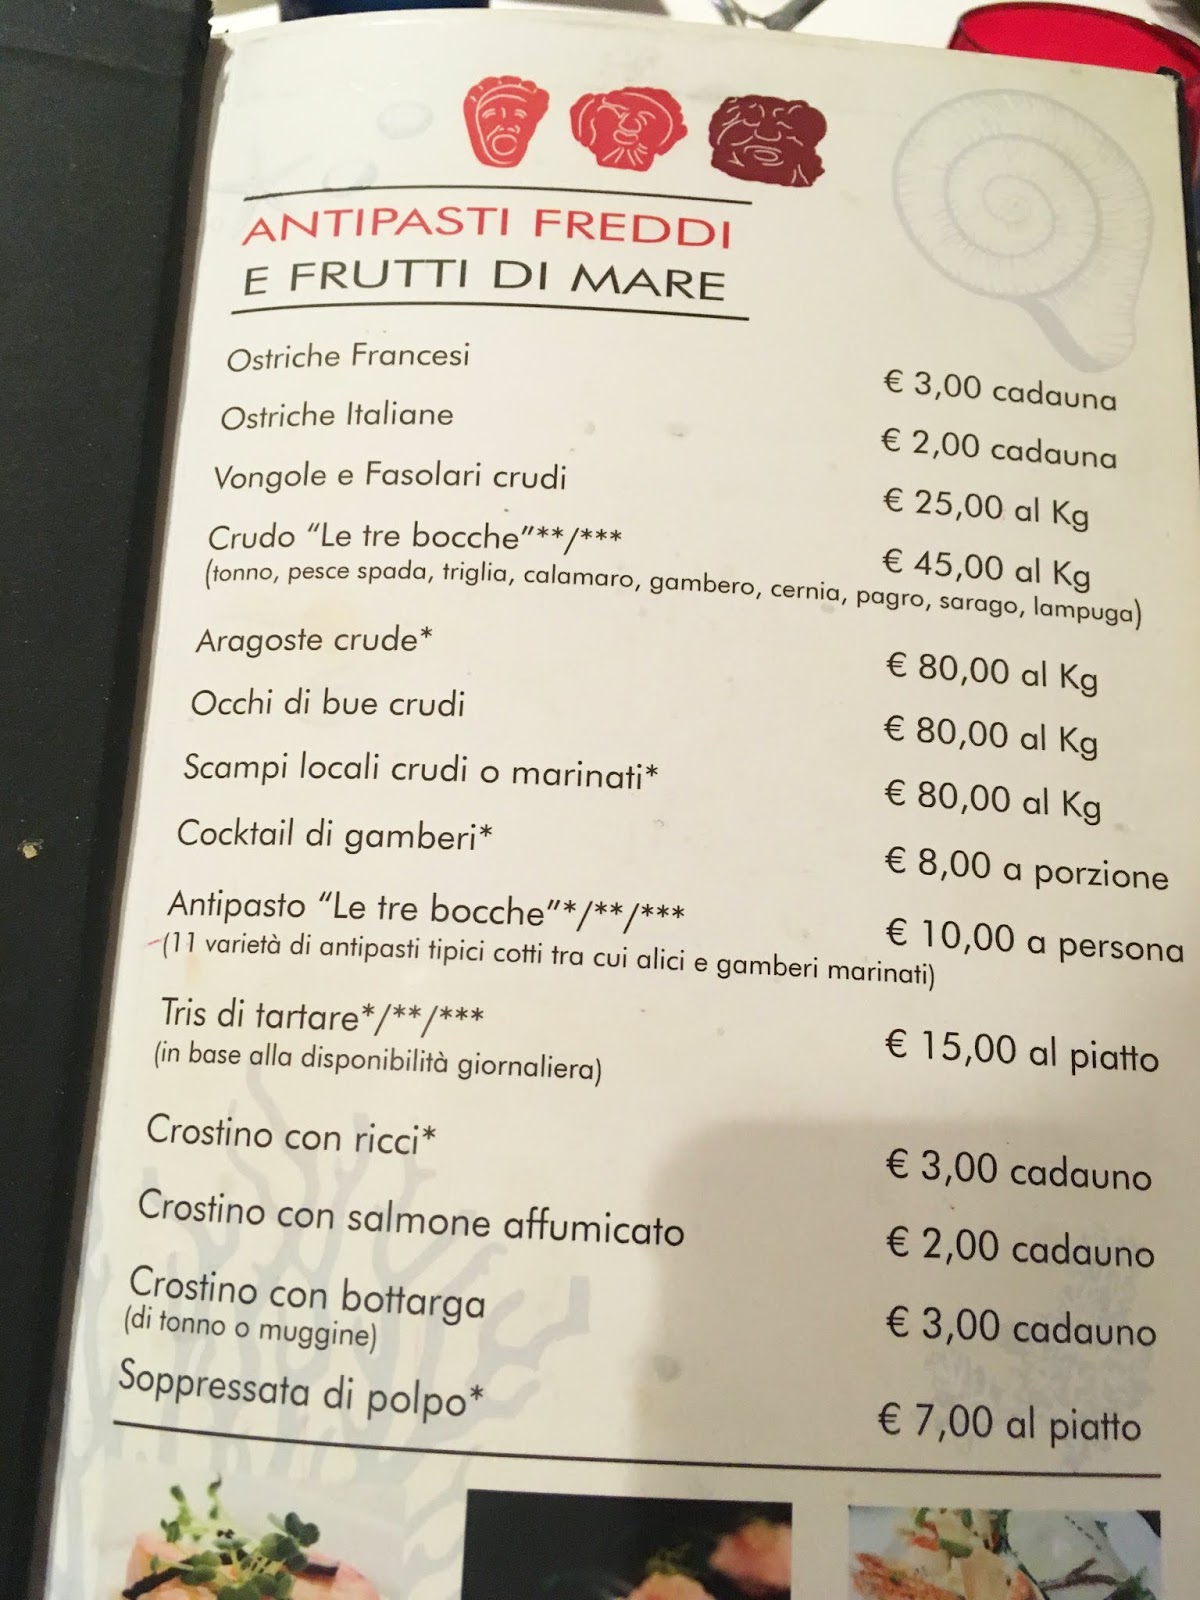 ANTIPASTI FREDDI
E FRUTTI DI MARE
Ostriche Francesi € 3,00 cadauna
Ostriche Italiane € 2,00 cadauna
Vongole e Fasolari crudi € 25,00 al Kg
Crudo “Le tre bocche”**/*** € 45,00 al Kg
(tonno, pesce spada, triglia, calamaro, gambero, cernia, pagro, sarago, lampuga)
Aragoste crude* € 80,00 al Kg
Occhi di bue crudi € 80,00 al Kg
Scampi locali crudi o marinati* € 80,00 al Kg
Cocktail di gamberi* € 8,00 a porzione
Antipasto “Le tre bocche”*/**/*** € 10,00 a persona
(11 varietà di antipasti tipici cotti tra cui alici e gamberi marinati)
Tris di tartare*/**/*** € 15,00 al piatto
(in base alla disponibilità giornaliera)
Crostino con ricci* € 3,00 cadauno
Crostino con salmone affumicato € 2,00 cadauno
Crostino con bottarga € 3,00 cadauno
(di tonno o muggine)
Soppressata di polpo* € 7,00 al piatto